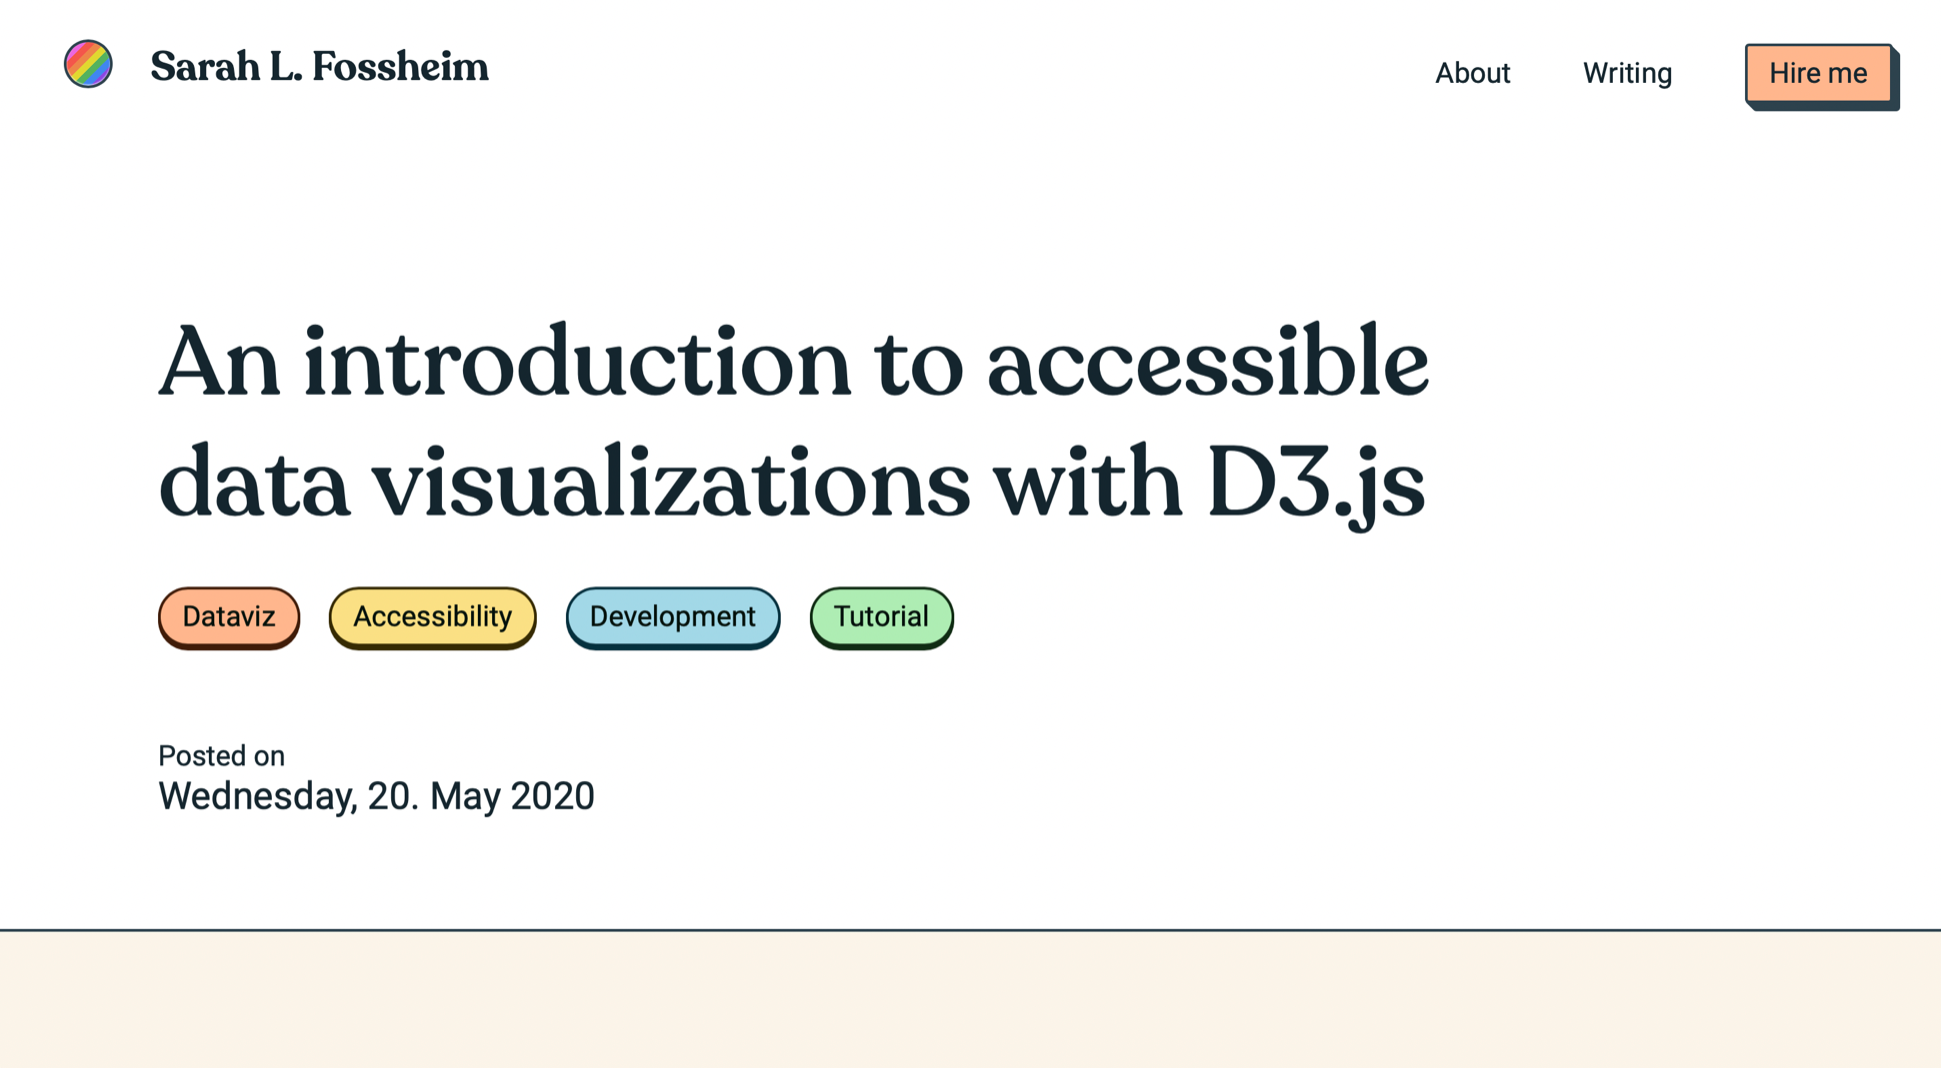 Sarah L. Fossheim
About
Writing
Hire me
An introduction to accessible
data visualizations with D3.js
Dataviz
Accessibility
Development
Tutorial
Posted on
Wednesday, 20. May 2020